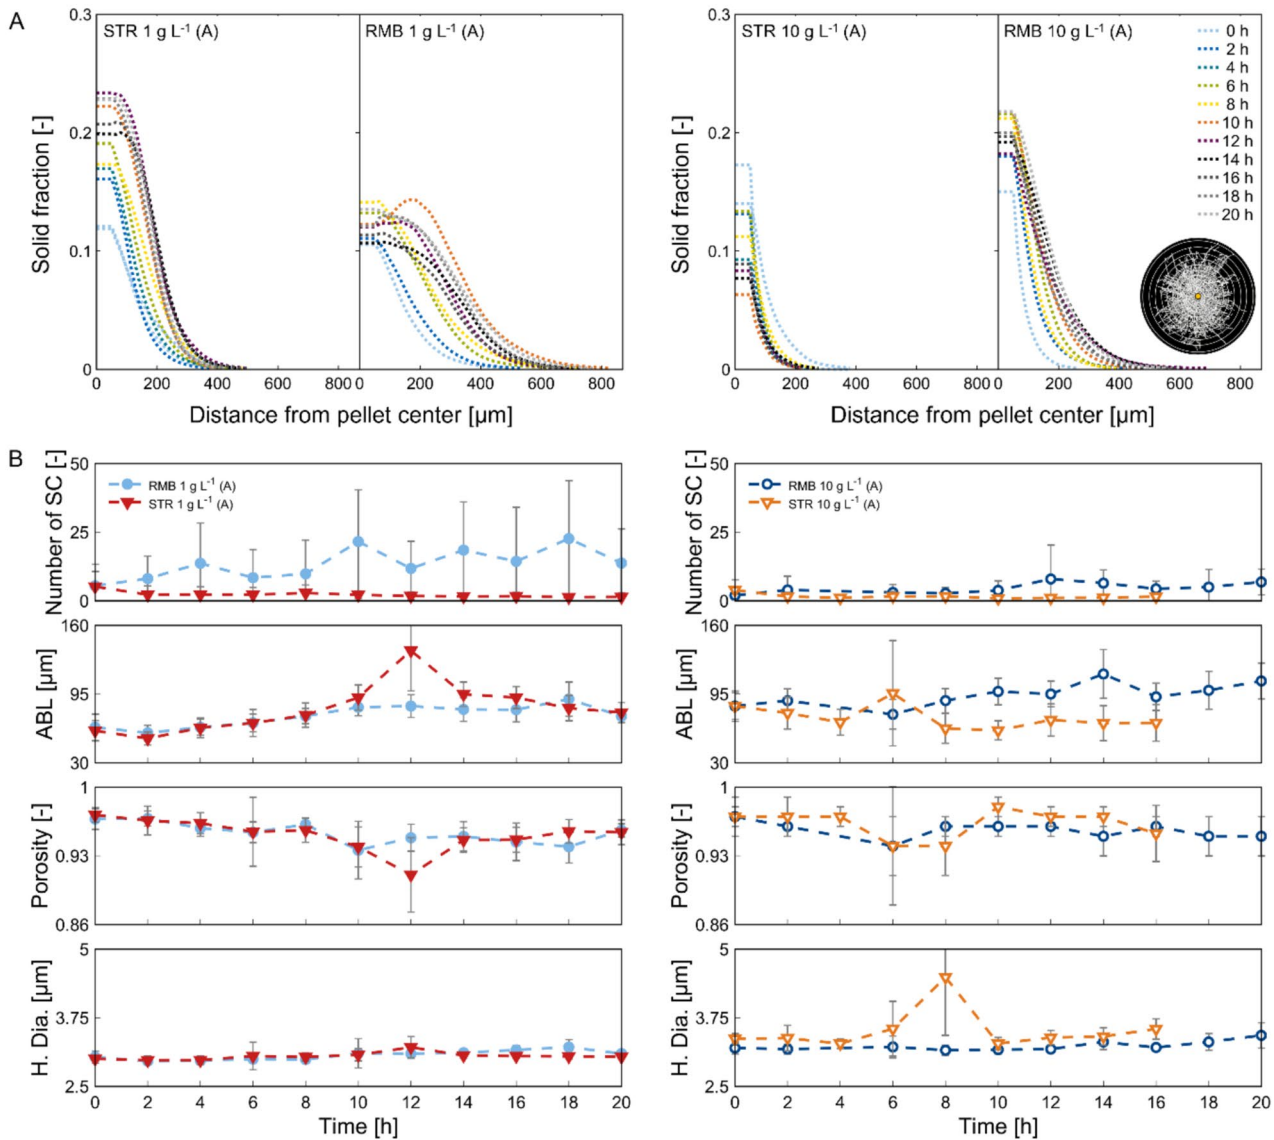 A
STR 1 g L-1 (A)
RMB 1 g L-1 (A)
STR 10 g L-1 (A)
RMB 10 g L-1 (A)
0 h
2 h
4 h
6 h
8 h
10 h
12 h
14 h
16 h
18 h
20 h
Solid fraction [-]
0.3
0.2
0.1
0
0 200 400 600 800 0 200 400 600 800
Distance from pellet center [µm]
Solid fraction [-]
0.3
0.2
0.1
0
0 200 400 600 800 0 200 400 600 800
Distance from pellet center [µm]
B
Number of SC [-]
50
25
0
RMB 1 g L-1 (A)
STR 1 g L-1 (A)
Number of SC [-]
50
25
0
RMB 10 g L-1 (A)
STR 10 g L-1 (A)
ABL [µm]
160
95
30
ABL [µm]
160
95
30
Porosity [-]
1
0.93
0.86
Porosity [-]
1
0.93
0.86
H. Dia. [µm]
5
3.75
2.5
H. Dia. [µm]
5
3.75
2.5
0 2 4 6 8 10 12 14 16 18 20
Time [h]
0 2 4 6 8 10 12 14 16 18 20
Time [h]